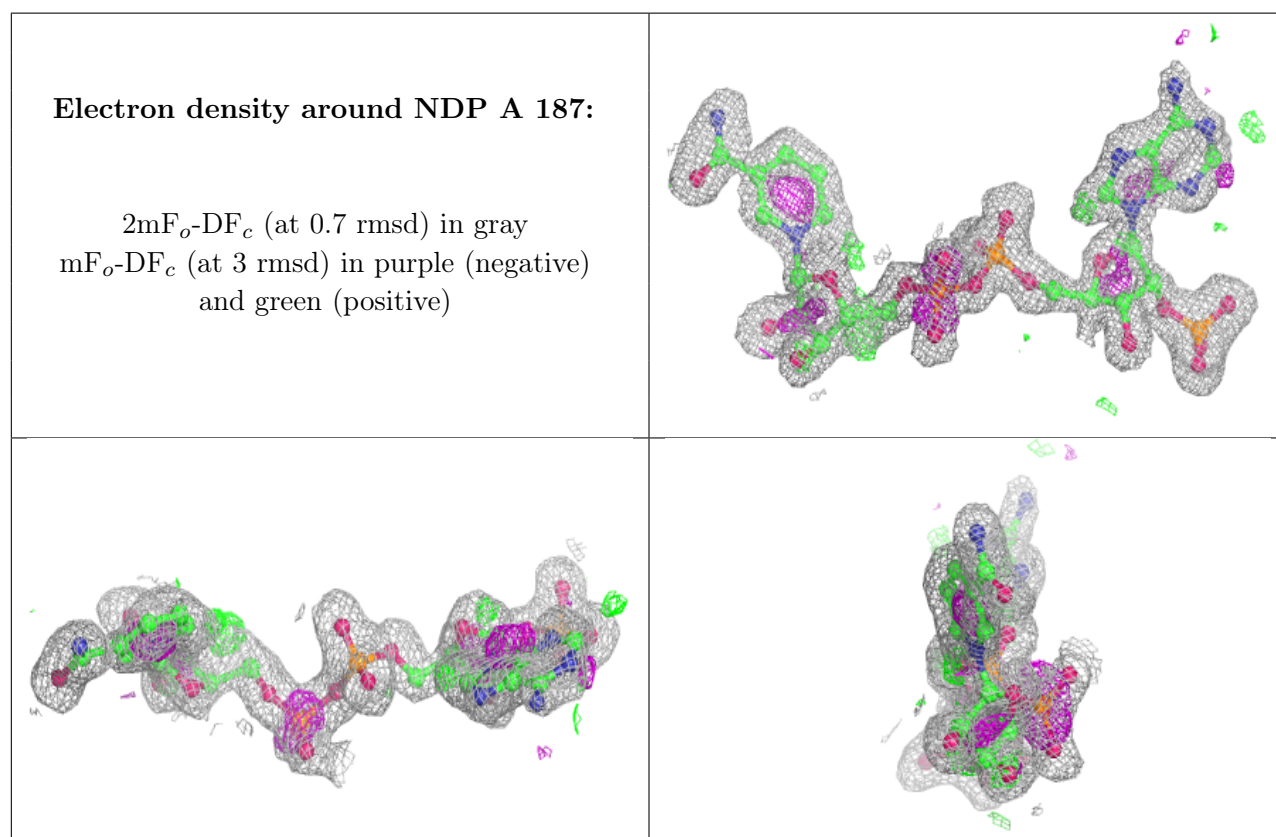 Electron density around NDP A 187:
2mFo-DFc (at 0.7 rmsd) in gray
mFo-DFc (at 3 rmsd) in purple (negative)
and green (positive)